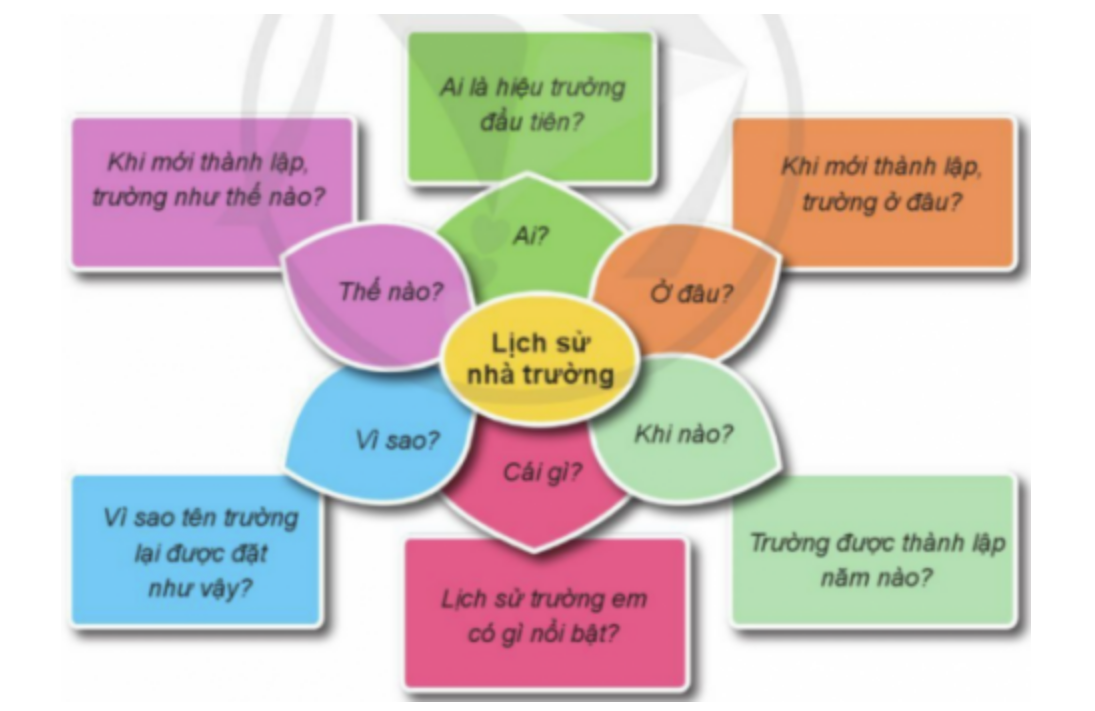 Ai là hiệu trưởng
đầu tiên?
Khi mới thành lập,
trường như thế nào?
Khi mới thành lập,
trường ở đâu?
Ai?
Thế nào?
Ở đâu?
Lịch sử
nhà trường
Vì sao?
Cái gì?
Khi nào?
Vì sao tên trường
lại được đặt
như vậy?
Lịch sử trường em
có gì nổi bật?
Trường được thành lập
năm nào?